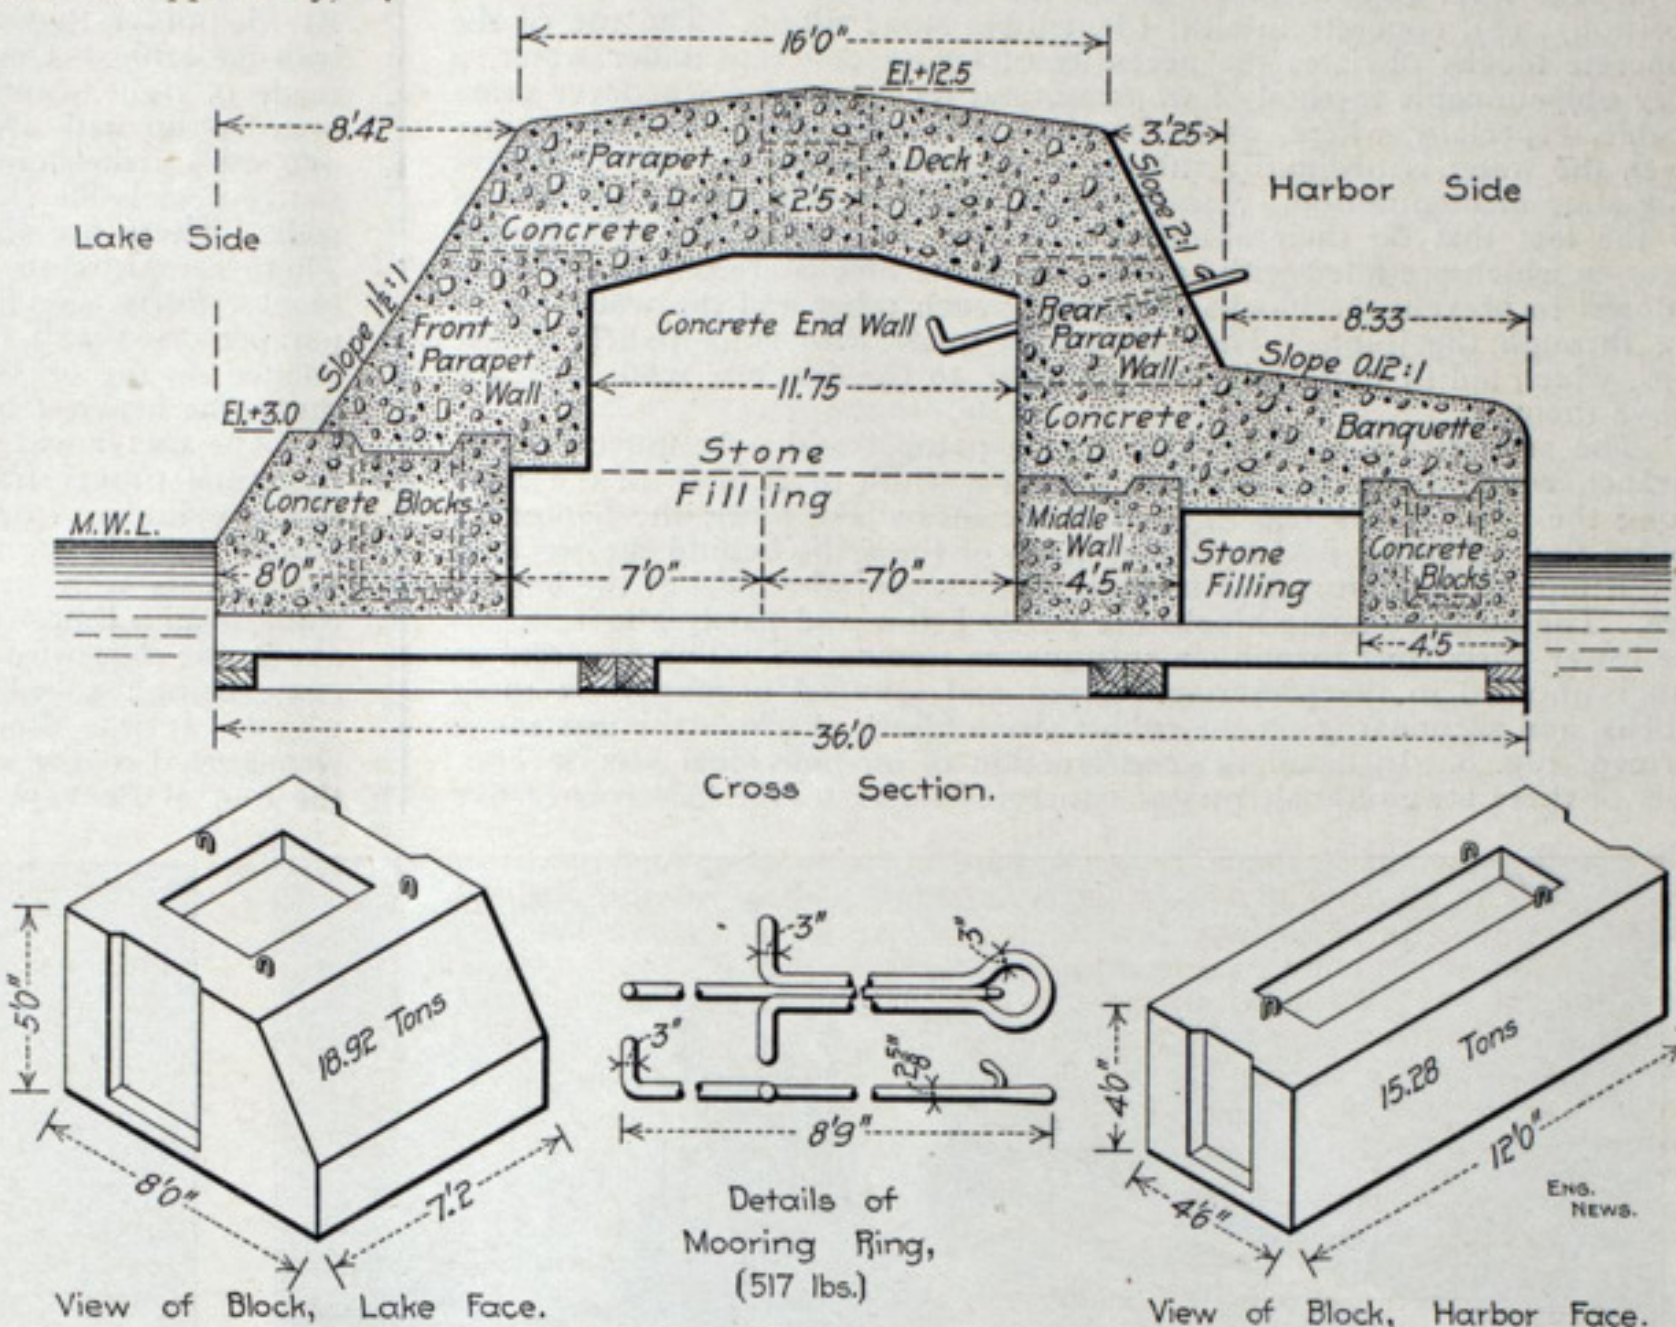 16'0"
El.+12.5
8'.42
3'.25
Parapet Deck
2'.5
Lake Side
Harbor Side
Concrete
Slope 1½:1
Slope 2:1
Front
Parapet
Wall
Concrete End Wall
Rear
Parapet
Wall
8'.33
Slope 0.12:1
11'.75
El.+3.0
Concrete
Banquette
Stone
Filling
Concrete Blocks
Middle
Wall
M.W.L.
Stone
Filling
Concrete
Blocks
8'0"
7'0"
7'0"
4'.5"
4'.5
36'.0
Cross Section.
5'0"
18.92 Tons
8'0"
7'.2
View of Block, Lake Face.
3"
3"
3"
2⅝"
8'9"
Details of
Mooring Ring,
(517 lbs.)
4'0"
15.28 Tons
4'6"
12'0"
ENG.
NEWS.
View of Block, Harbor Face.